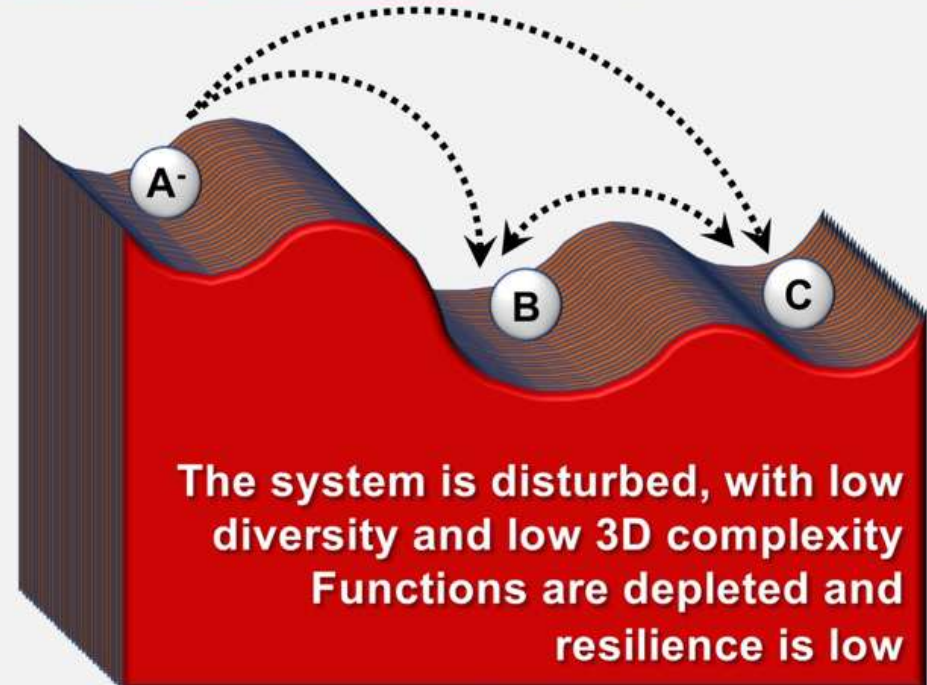 A-
B
C
The system is disturbed, with low
diversity and low 3D complexity
Functions are depleted and
resilience is low